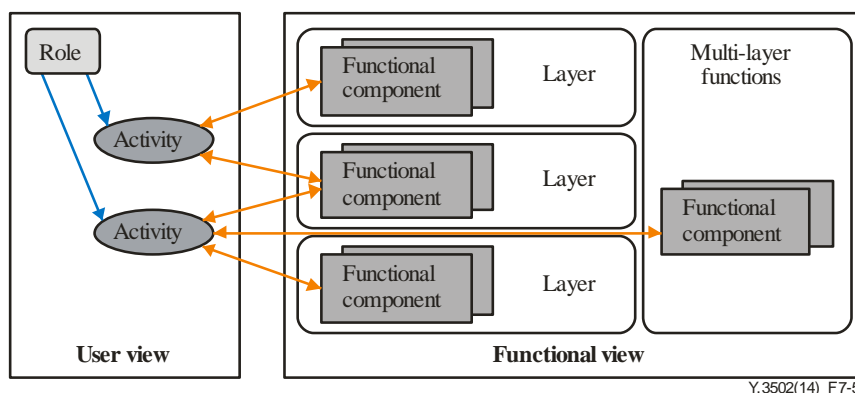 Role
Activity
Activity
User view
Functional
component
Layer
Functional
component
Layer
Functional
component
Layer
Multi-layer
functions
Functional
component
Functional view
Y.3502(14)_F7-5